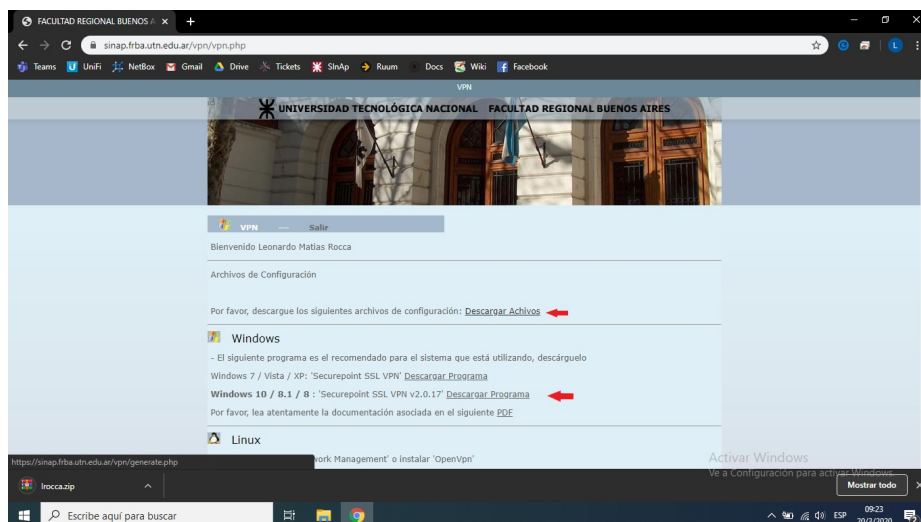 FACULTAD REGIONAL BUENOS A
sinap.frba.utn.edu.ar/vpn/vpn.php
L
Teams UniFi NetBox Gmail Drive Tickets SInAp Ruum Docs Wiki Facebook
VPN
UNIVERSIDAD TECNOLÓGICA NACIONAL FACULTAD REGIONAL BUENOS AIRES
VPN — Salir
Bienvenido Leonardo Matias Rocca
Archivos de Configuración
Por favor, descargue los siguientes archivos de configuración: Descargar Achivos
Windows
- El siguiente programa es el recomendado para el sistema que está utilizando, descárguelo
Windows 7 / Vista / XP: 'Securepoint SSL VPN' Descargar Programa
Windows 10 / 8.1 / 8 : 'Securepoint SSL VPN v2.0.17' Descargar Programa
Por favor, lea atentamente la documentación asociada en el siguiente PDF
Linux
work Management' o instalar 'OpenVpn'
https://sinap.frba.utn.edu.ar/vpn/generate.php
Activar Windows
Ve a Configuración para activar Windows.
lrocca.zip
Mostrar todo
Escribe aquí para buscar
ESP
09:23
20/3/2020